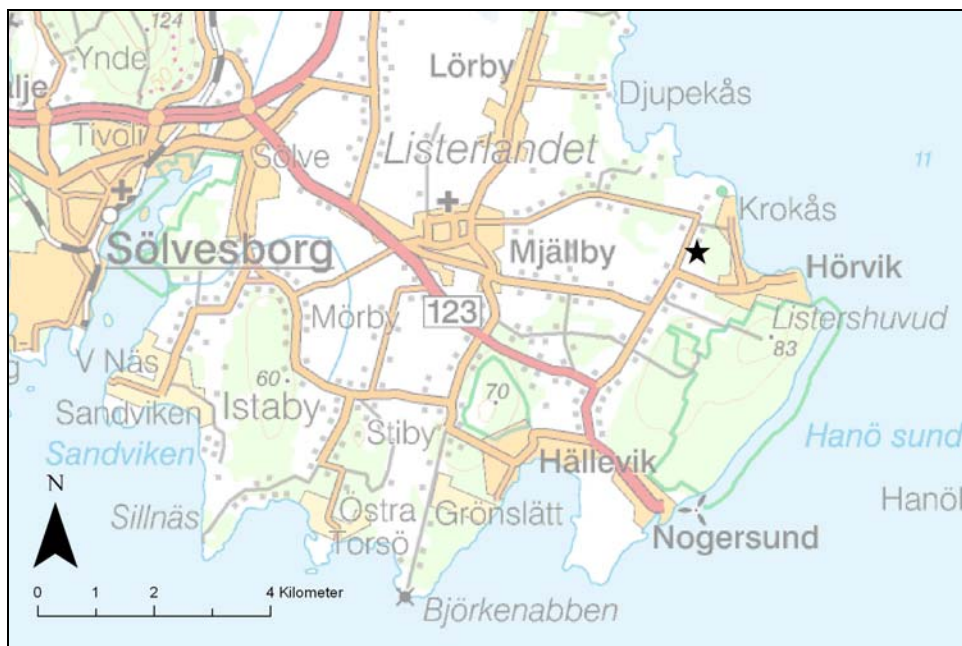 124
Ynde
50
Lörby
alje
Djupekås
Tivoli
Sölve
Listerlandet
11
Krokås
Sölvesborg
Mjällby
Hörvik
Mörby
123
Listershuvud
83
V Näs
60
70
Sandviken
Istaby
Stiby
Hanö sund
Sandviken
Hällevik
N
Sillnäs
Östra
Torsö
Grönslätt
Hanö
Nogersund
0 1 2 4 Kilometer
Björkenabben